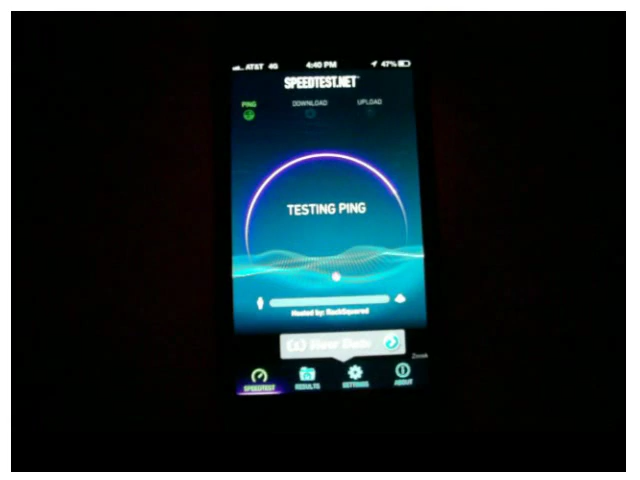 AT&T 4G 4:40 PM 47%
SPEEDTEST.NET
PING DOWNLOAD UPLOAD
TESTING PING
Hosted by: RackSquared
SPEEDTEST RESULTS SETTINGS ABOUT